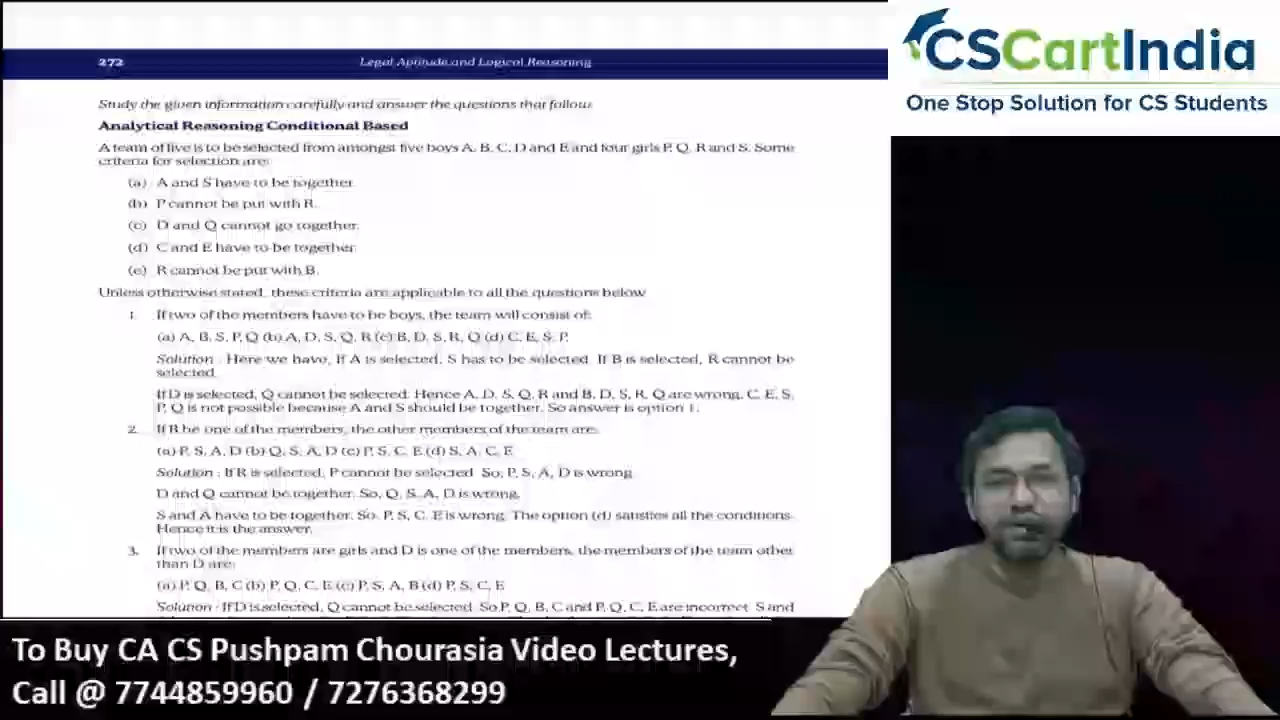 272
Legal Aptitude and Logical Reasoning
Study the given information carefully and answer the questions that follow
Analytical Reasoning Conditional Based
A team of five is to be selected from amongst five boys A, B, C, D and E and four girls P, Q, R and S. Some
criteria for selection are:
(a) A and S have to be together
(b) P cannot be put with R.
(c) D and Q cannot go together.
(d) C and E have to be together
(e) R cannot be put with B.
Unless otherwise stated, these criteria are applicable to all the questions below
1. If two of the members have to be boys, the team will consist of:
(a) A, B, S, P, Q (b) A, D, S, Q, R (c) B, D, S, R, Q (d) C, E, S, P,
Solution : Here we have, If A is selected, S has to be selected. If B is selected, R cannot be
selected.
If D is selected, Q cannot be selected. Hence A, D, S, Q, R and B, D, S, R, Q are wrong. C, E, S,
P, Q is not possible because A and S should be together. So answer is option 1.
2. If R be one of the members, the other members of the team are:
(a) P, S, A, D (b) Q, S, A, D (c) P, S, C, E (d) S, A, C, E
Solution : If R is selected, P cannot be selected. So, P, S, A, D is wrong.
D and Q cannot be together. So, Q, S, A, D is wrong.
S and A have to be together. So, P, S, C, E is wrong. The option (d) satisfies all the conditions.
Hence it is the answer.
3. If two of the members are girls and D is one of the members, the members of the team other
than D are:
(a) P, Q, B, C (b) P, Q, C, E (c) P, S, A, B (d) P, S, C, E
Solution : If D is selected, Q cannot be selected. So P, Q, B, C and P, Q, C, E are incorrect. S and
CSCartIndia
One Stop Solution for CS Students
To Buy CA CS Pushpam Chourasia Video Lectures,
Call @ 7744859960 / 7276368299